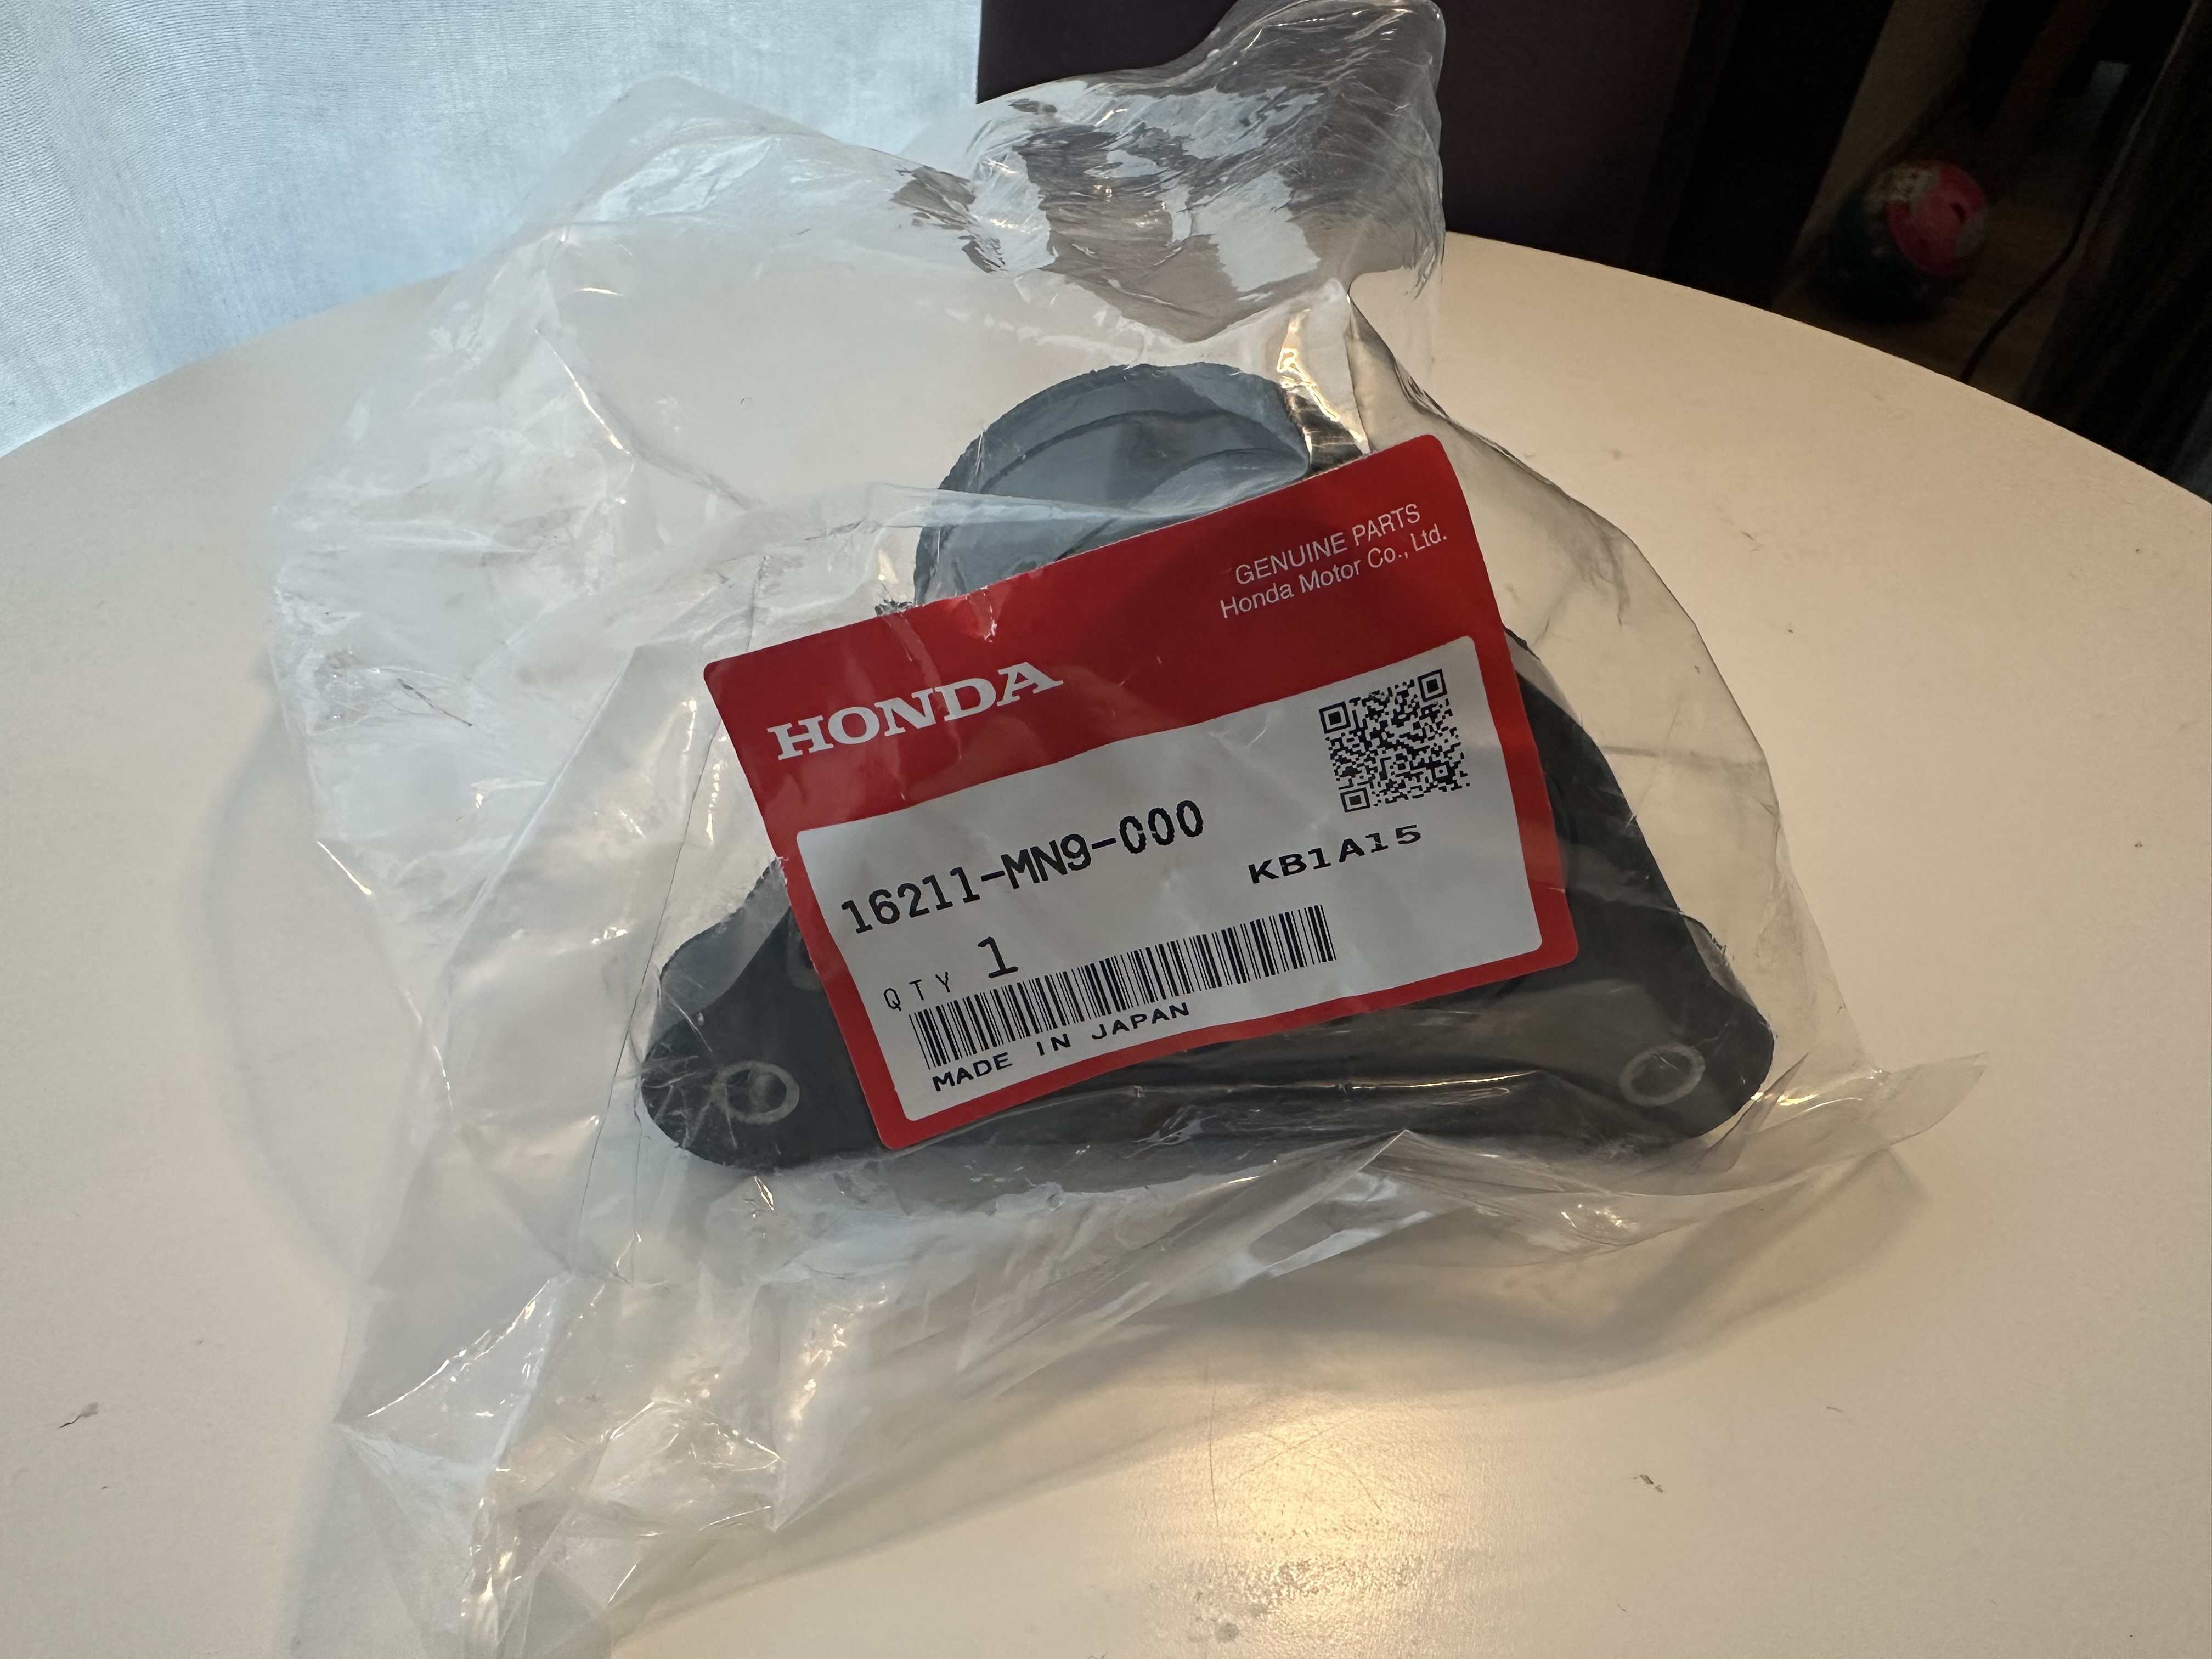 GENUINE PARTS
Honda Motor Co., Ltd.
HONDA
16211-MN9-000
KB1A15
QTY 1
MADE IN JAPAN